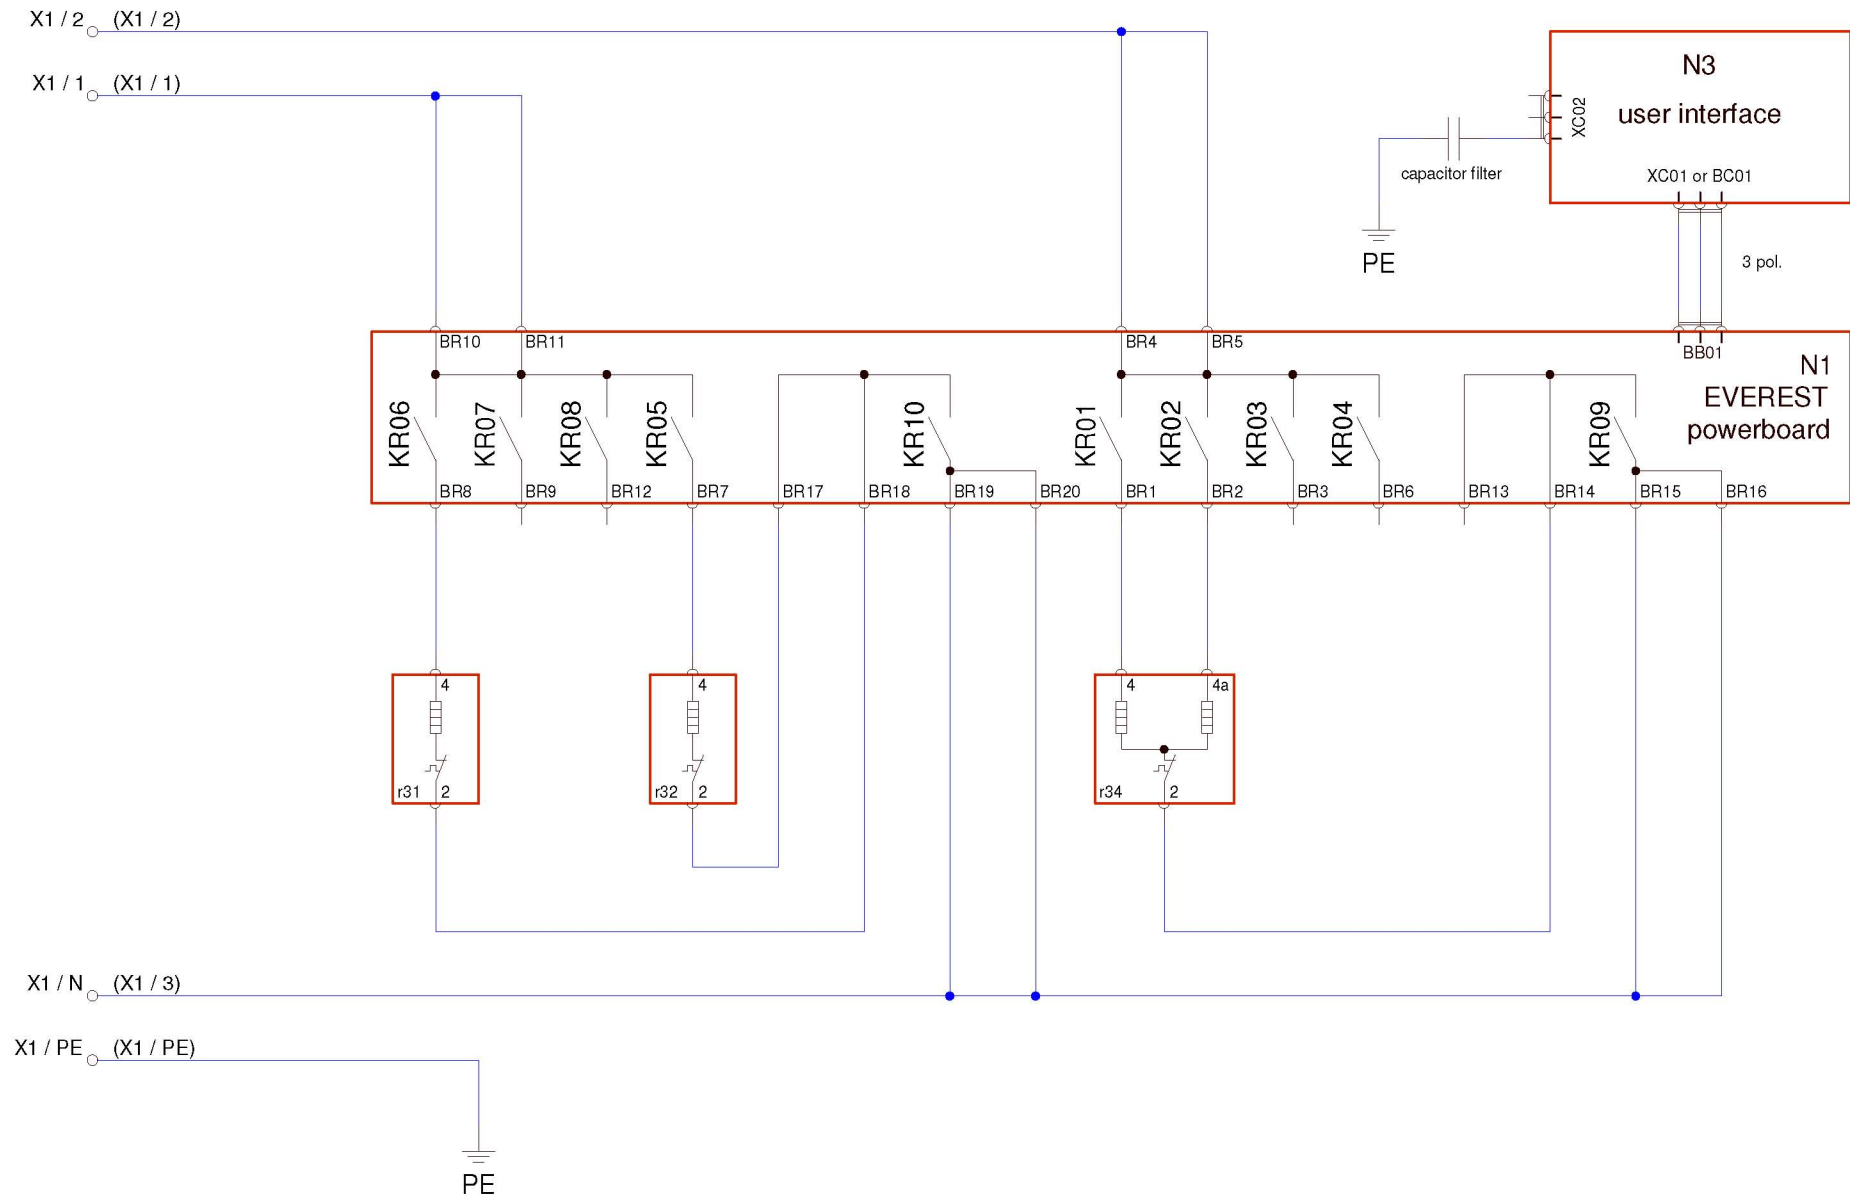 X1 / 2 (X1 / 2)
X1 / 1 (X1 / 1)
N3
user interface
XC02
XC01 or BC01
capacitor filter
PE
3 pol.
BR10 BR11 BR4 BR5 BB01
N1
EVEREST
powerboard
KR06 KR07 KR08 KR05 KR10 KR01 KR02 KR03 KR04 KR09
BR8 BR9 BR12 BR7 BR17 BR18 BR19 BR20 BR1 BR2 BR3 BR6 BR13 BR14 BR15 BR16
4 4 4 4a
r31 2 r32 2 r34 2
X1 / N (X1 / 3)
X1 / PE (X1 / PE)
PE